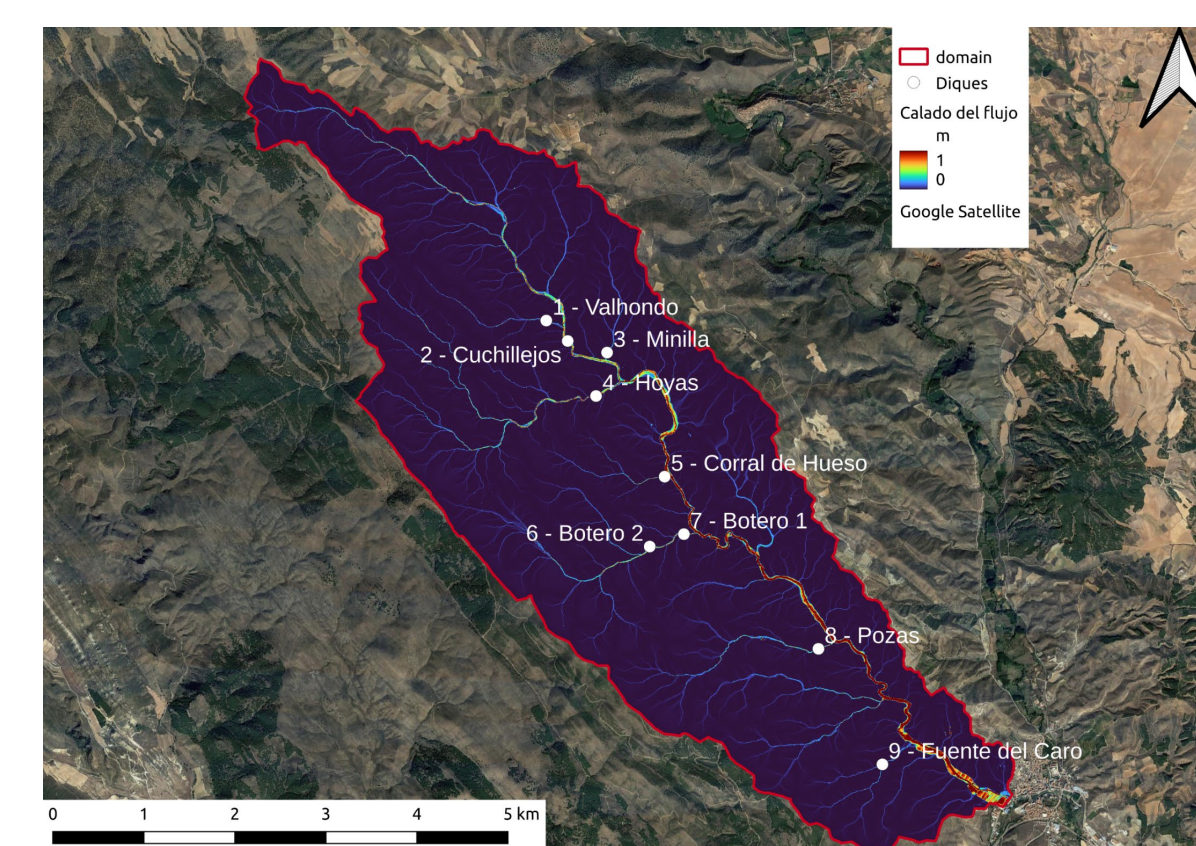 domain
Diques
Calado del flujo
m
1
0
Google Satellite
1 - Valhondo
3 - Minilla
2 - Cuchillejos
4 - Hoyas
5 - Corral de Hueso
7 - Botero 1
6 - Botero 2
8 - Pozas
9 - Fuente del Caro
0 1 2 3 4 5 km